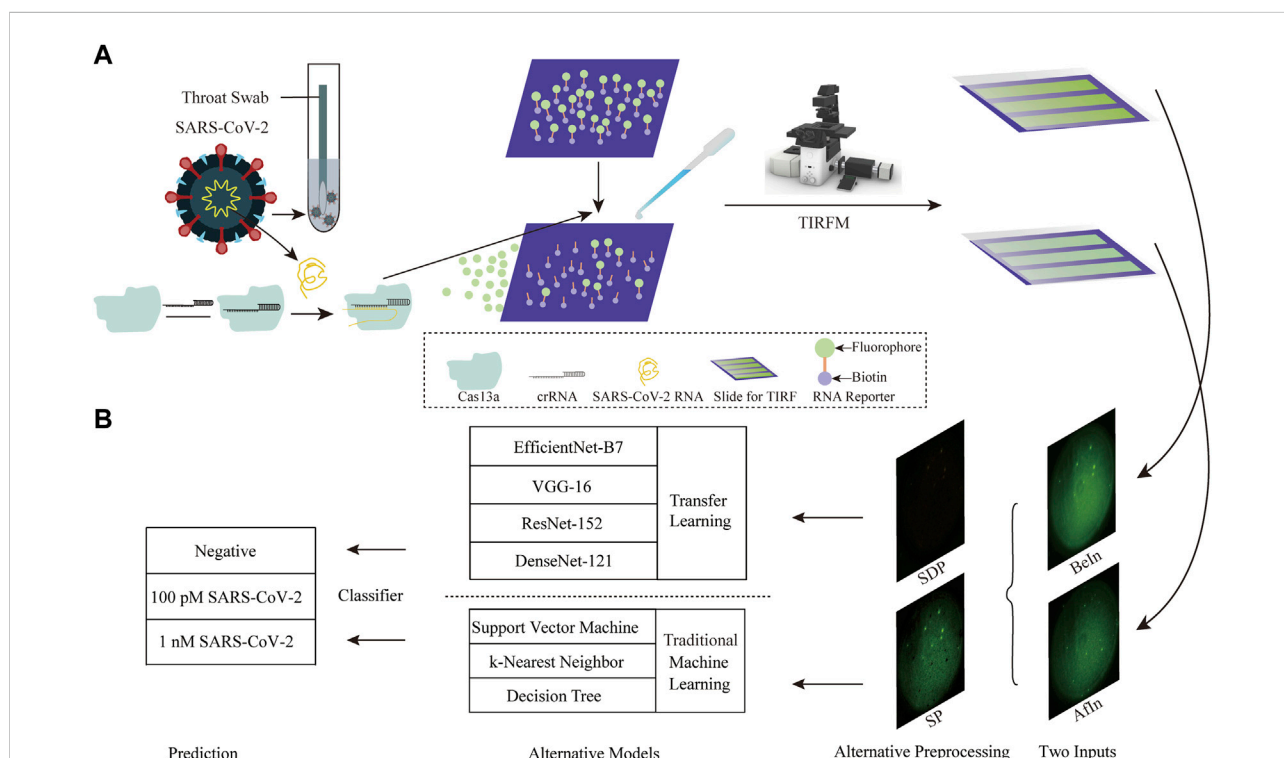 A
Throat Swab
SARS-CoV-2
TIRFM
Fluorophore
Biotin
Cas13a
crRNA
SARS-CoV-2 RNA
Slide for TIRF
RNA Reporter
B
EfficientNet-B7
VGG-16
ResNet-152
DenseNet-121
Transfer
Learning
Negative
100 pM SARS-CoV-2
1 nM SARS-CoV-2
Classifier
Support Vector Machine
k-Nearest Neighbor
Decision Tree
Traditional
Machine
Learning
SDP
SP
BeIn
AfIn
Prediction
Alternative Models
Alternative Preprocessing
Two Inputs